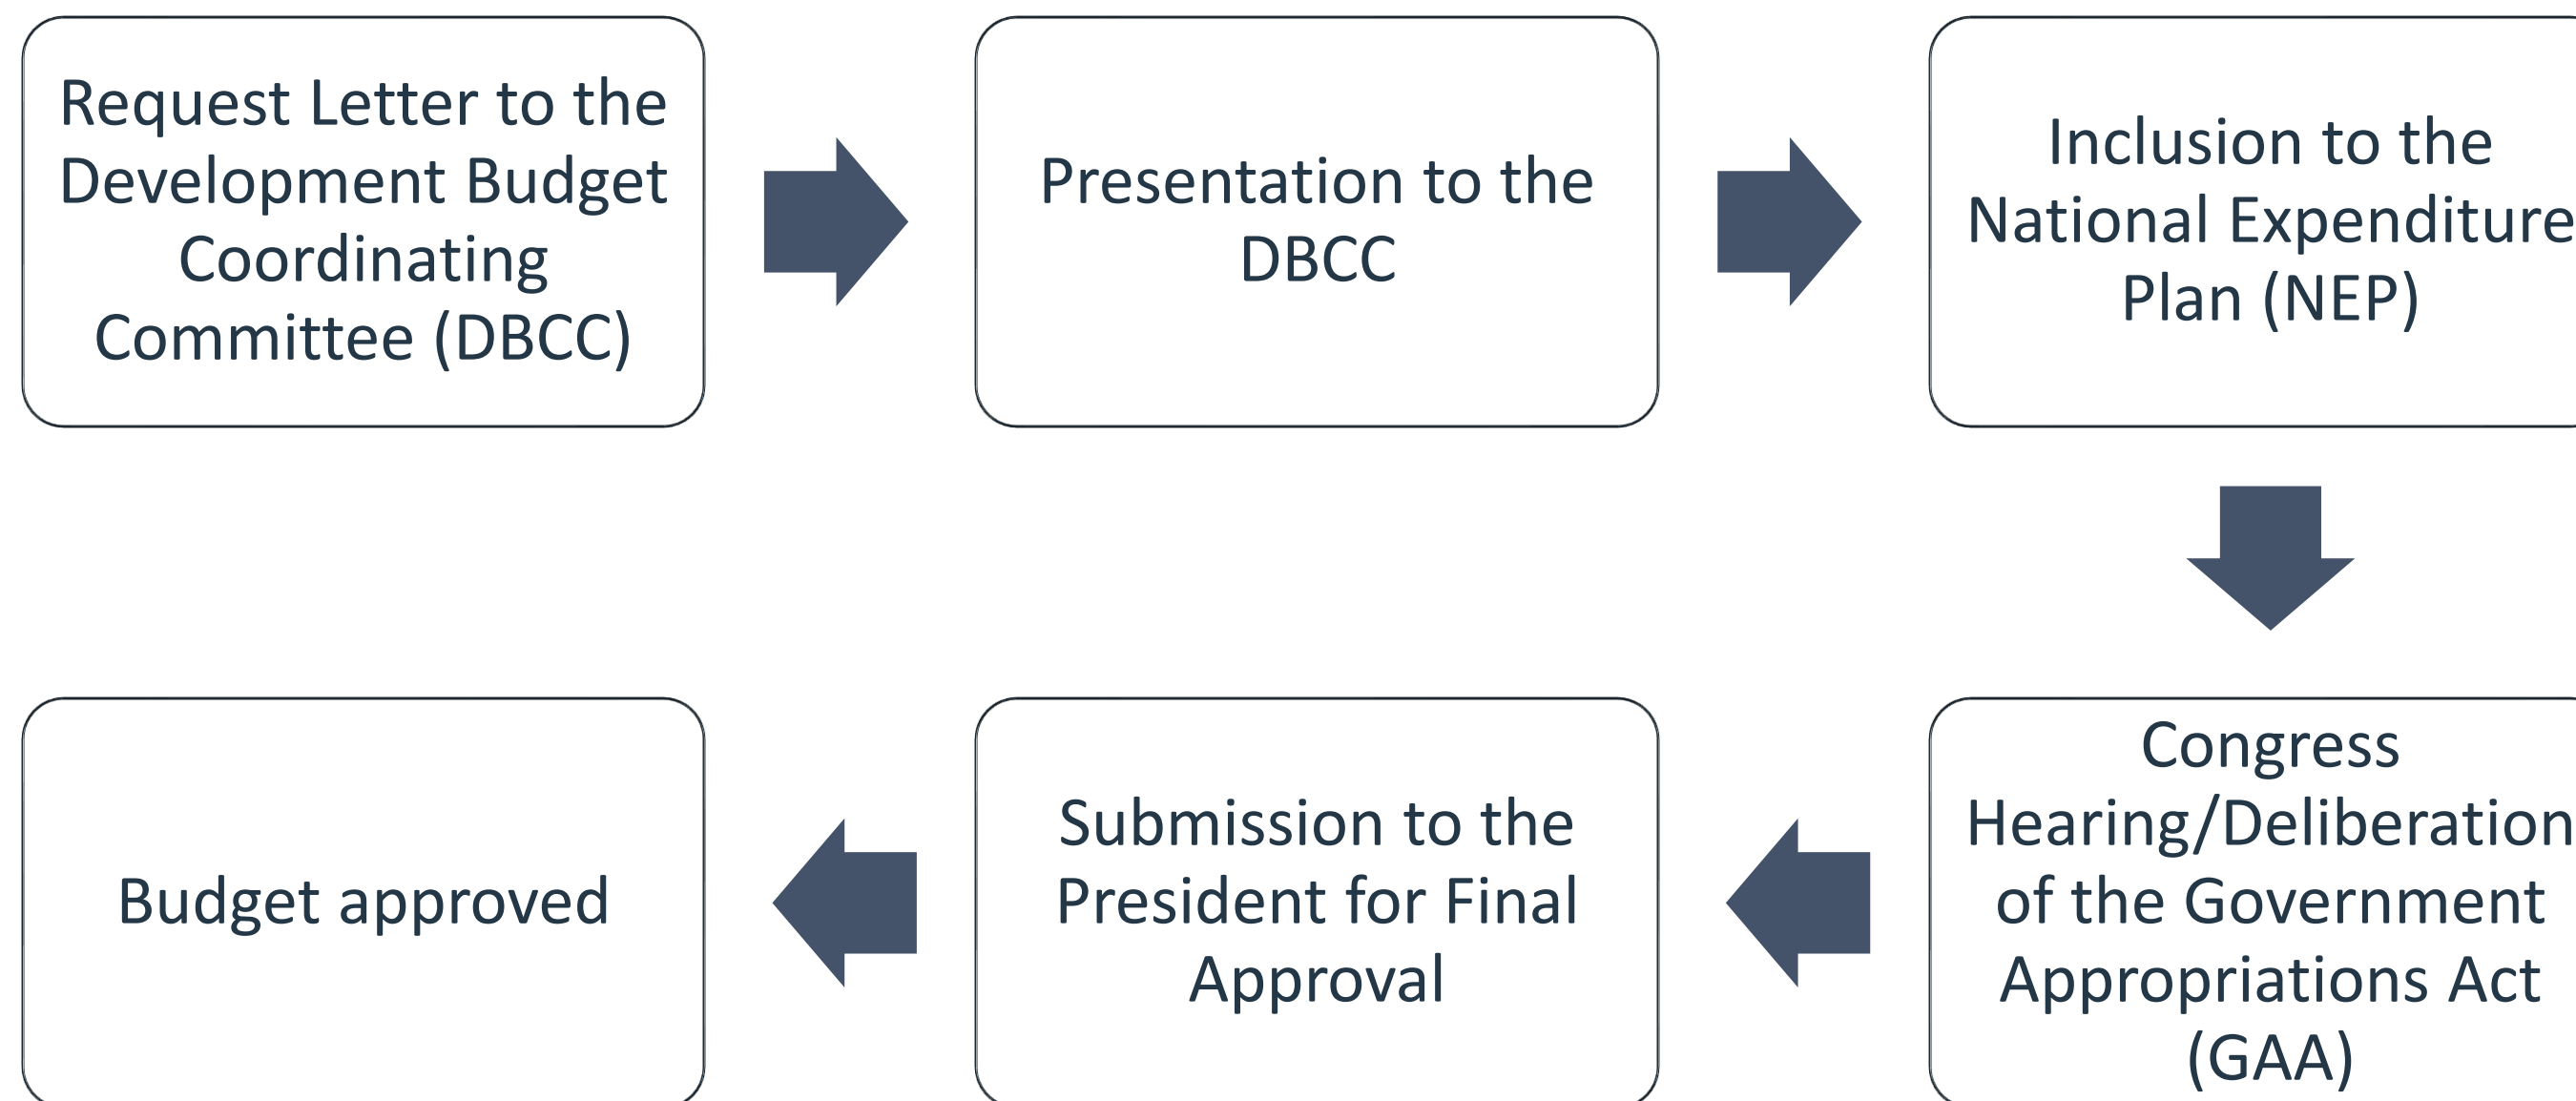 Request Letter to the
Development Budget
Coordinating
Committee (DBCC)
Presentation to the
DBCC
Inclusion to the
National Expenditure
Plan (NEP)
Congress
Hearing/Deliberation
of the Government
Appropriations Act
(GAA)
Submission to the
President for Final
Approval
Budget approved